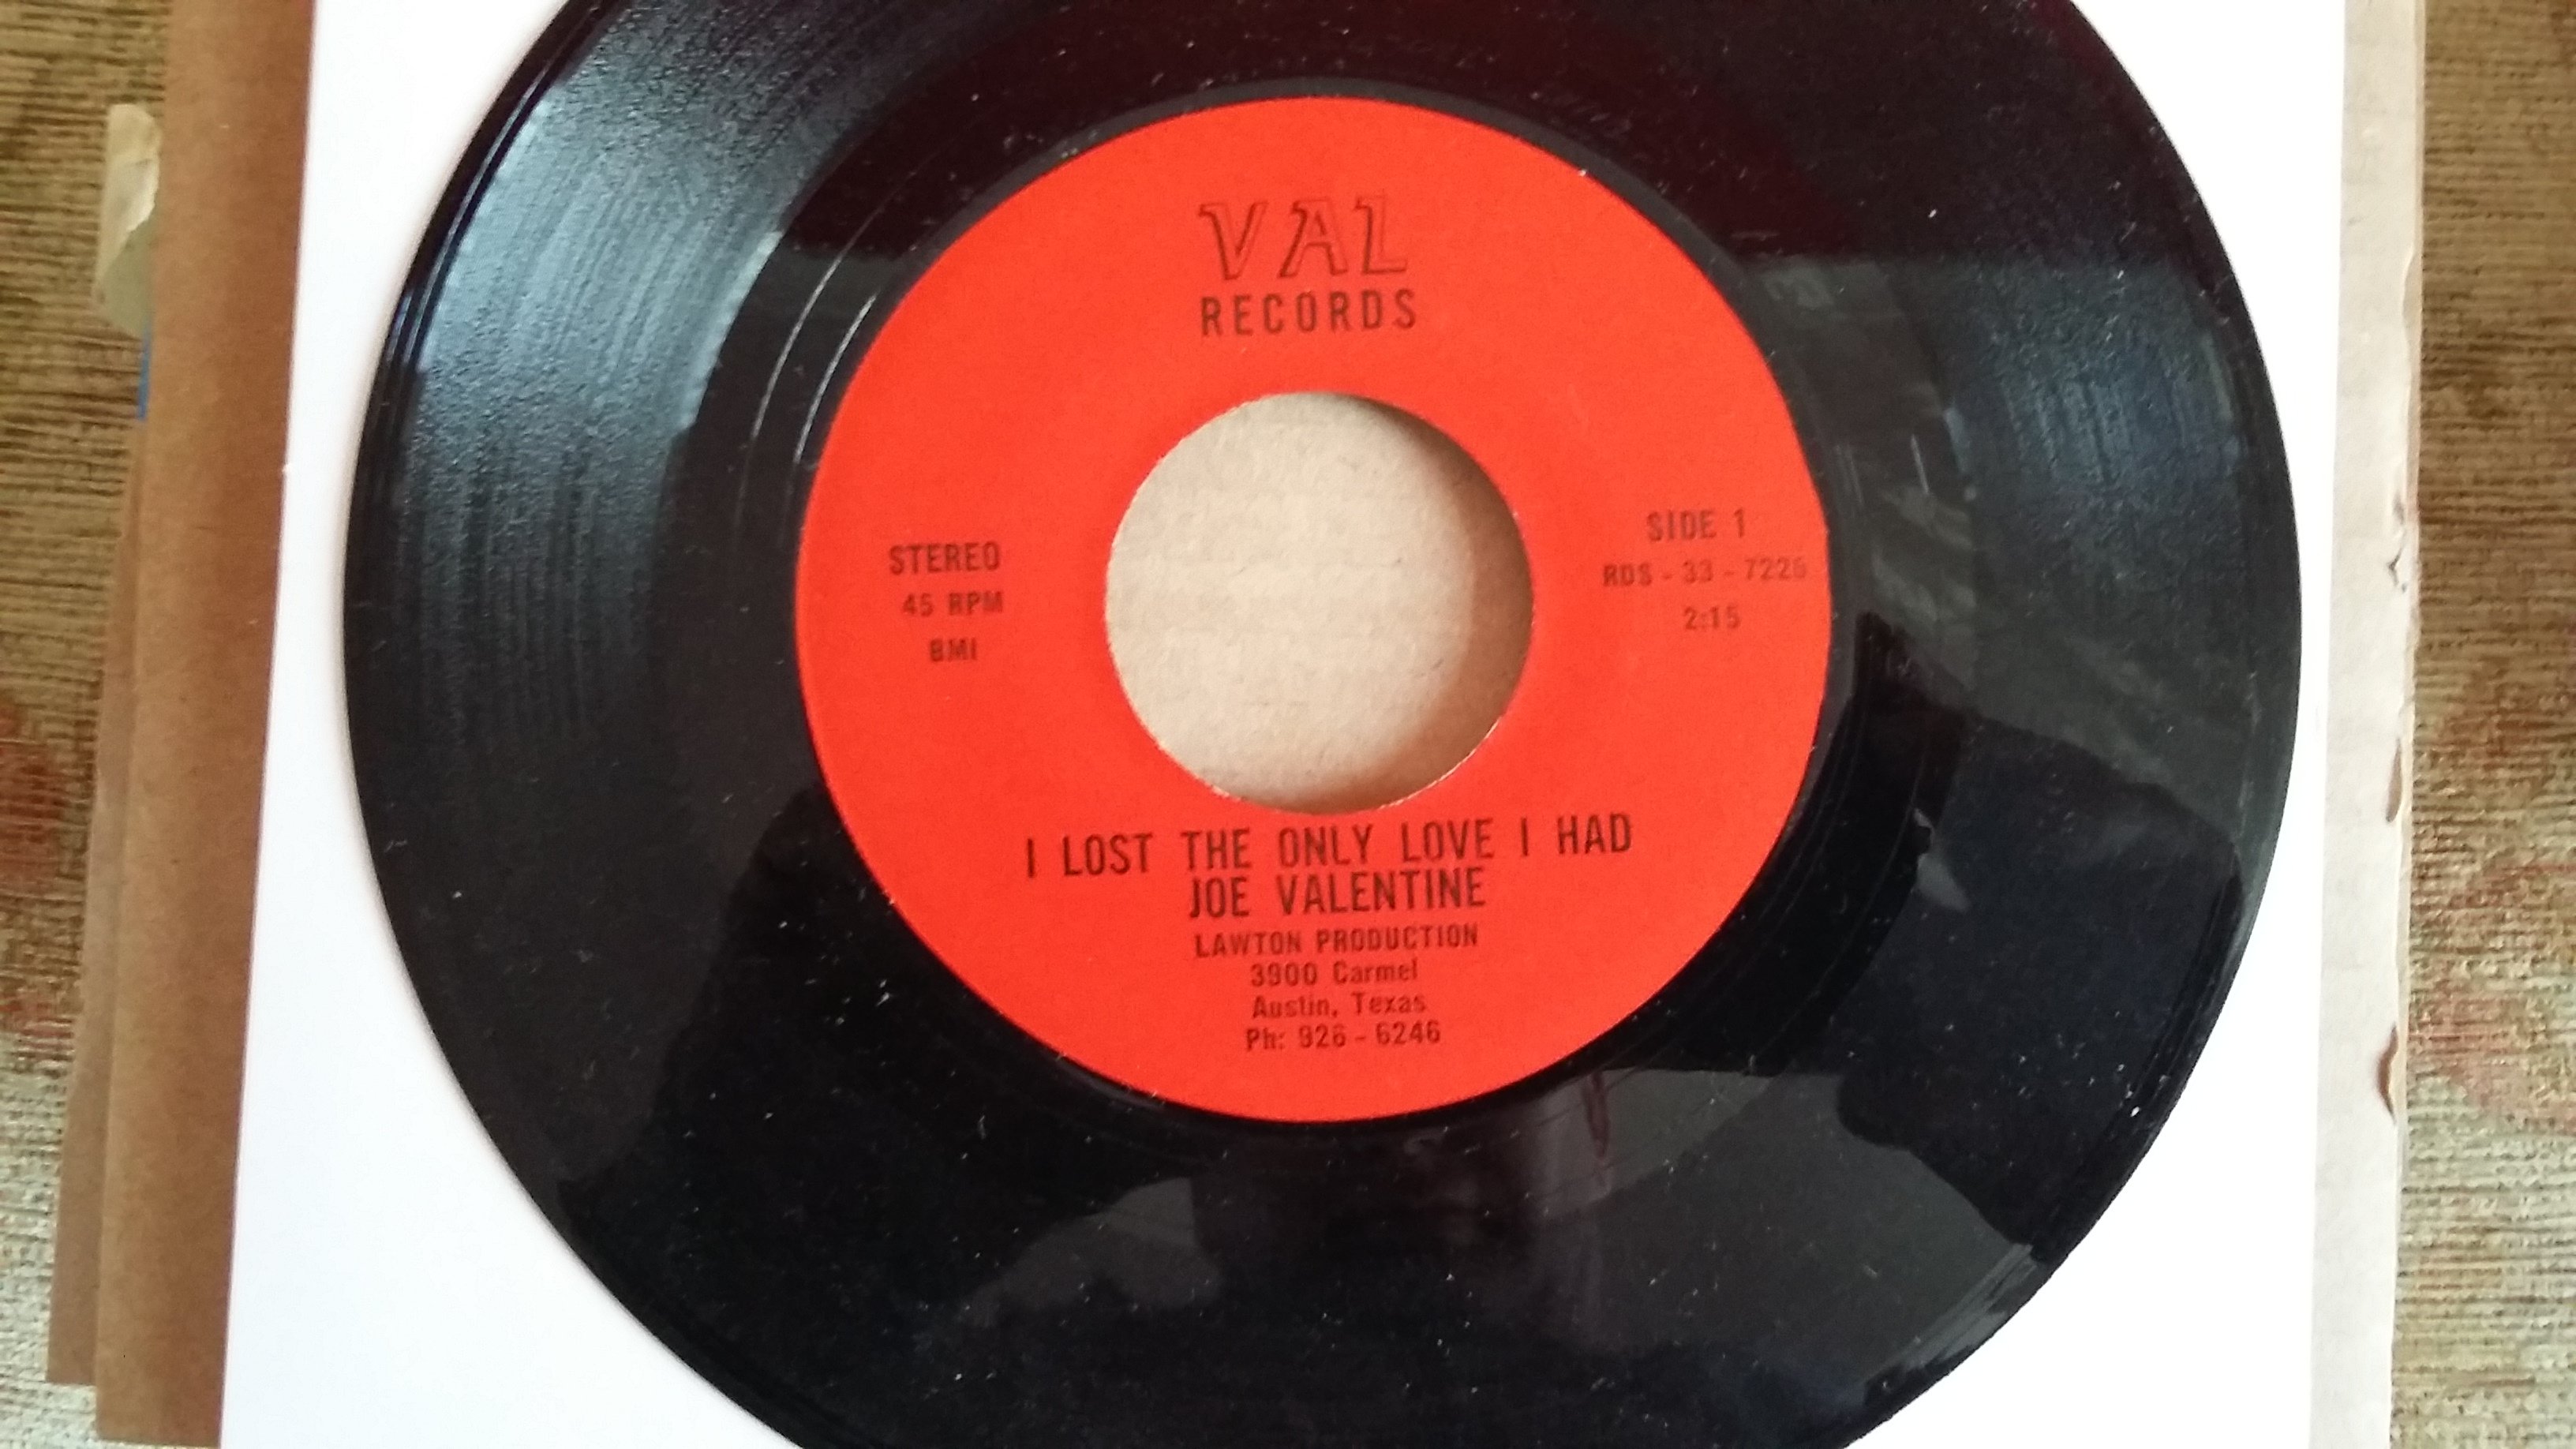 VAL
RECORDS
STEREO
45 RPM
BMI
SIDE 1
RDS - 33 - 7226
2:15
I LOST THE ONLY LOVE I HAD
JOE VALENTINE
LAWTON PRODUCTION
3900 Carmel
Austin, Texas
Ph: 926 - 6246